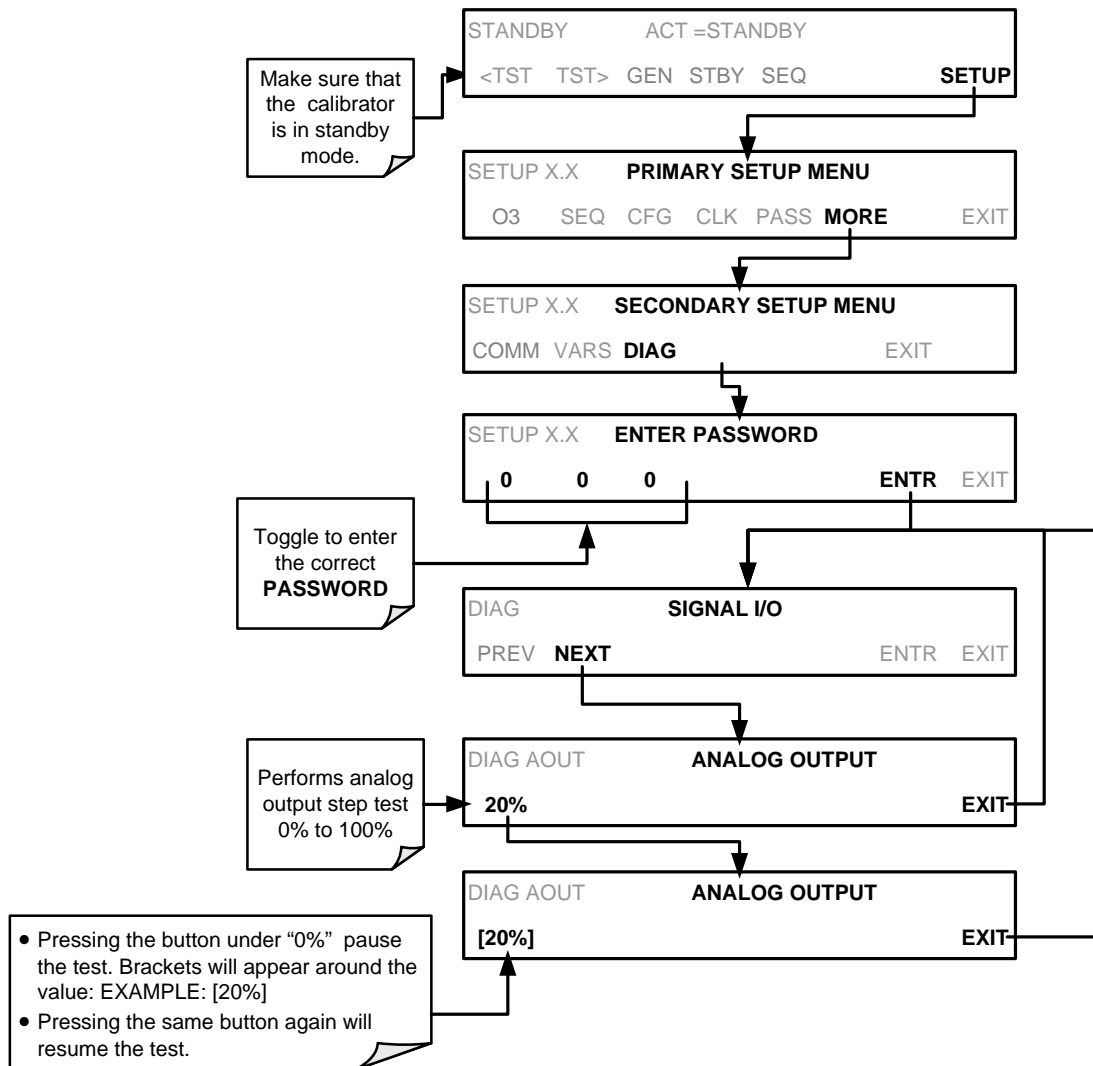 STANDBY ACT =STANDBY
<TST TST> GEN STBY SEQ SETUP
Make sure that
the calibrator
is in standby
mode.
SETUP X.X PRIMARY SETUP MENU
O3 SEQ CFG CLK PASS MORE EXIT
SETUP X.X SECONDARY SETUP MENU
COMM VARS DIAG EXIT
SETUP X.X ENTER PASSWORD
0 0 0 ENTR EXIT
Toggle to enter
the correct
PASSWORD
DIAG SIGNAL I/O
PREV NEXT ENTR EXIT
DIAG AOUT ANALOG OUTPUT
20% EXIT
Performs analog
output step test
0% to 100%
DIAG AOUT ANALOG OUTPUT
[20%] EXIT
• Pressing the button under “0%” pause
the test. Brackets will appear around the
value: EXAMPLE: [20%]
• Pressing the same button again will
resume the test.